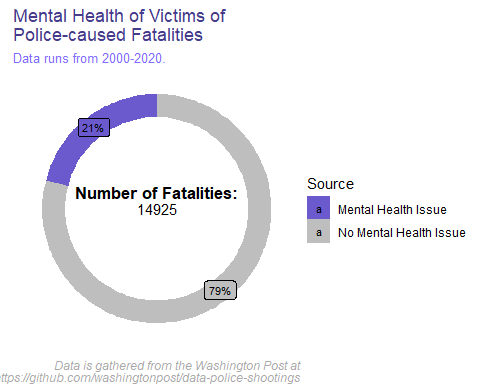 Mental Health of Victims of
Police-caused Fatalities
Data runs from 2000-2020.
21%
Number of Fatalities:
14925
79%
Source
a Mental Health Issue
a No Mental Health Issue
Data is gathered from the Washington Post at
https://github.com/washingtonpost/data-police-shootings